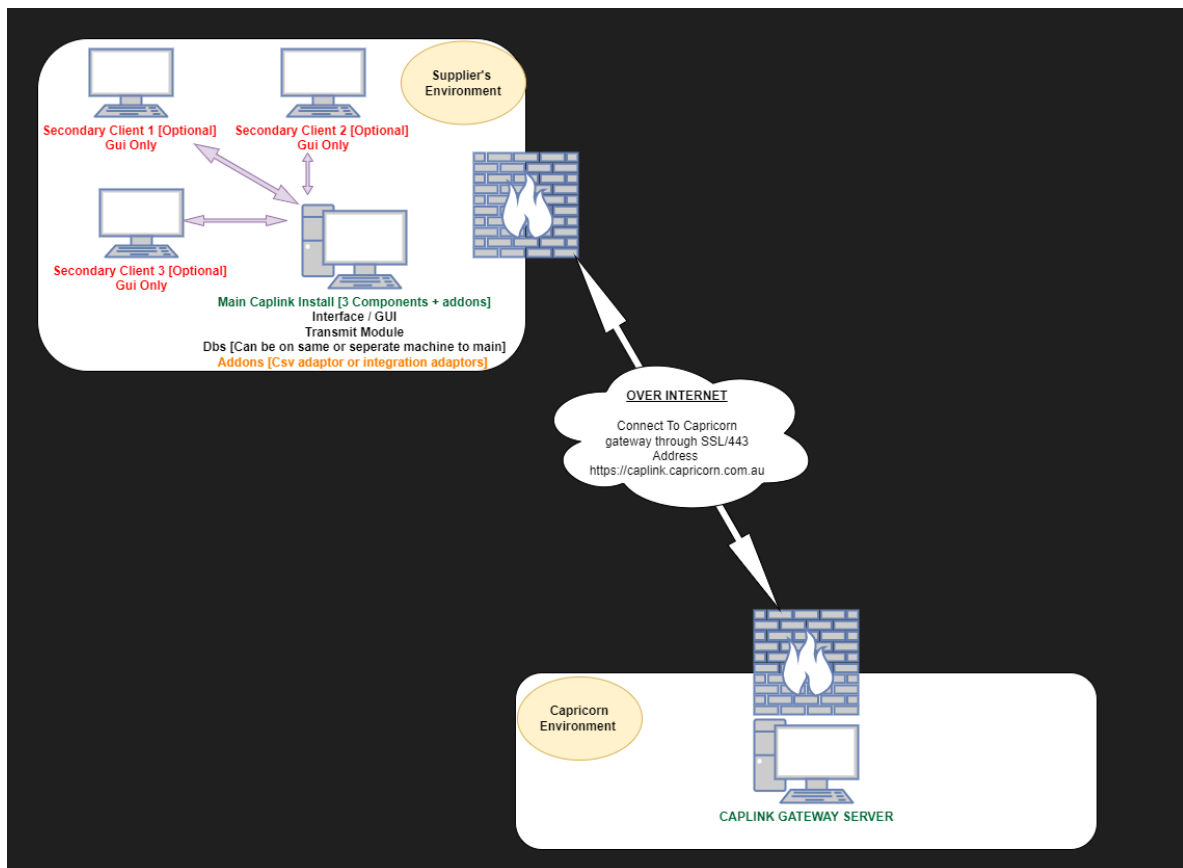 Supplier's
Environment
Secondary Client 1 [Optional]
Gui Only
Secondary Client 2 [Optional]
Gui Only
Secondary Client 3 [Optional]
Gui Only
Main Caplink Install [3 Components + addons]
Interface / GUI
Transmit Module
Dbs [Can be on same or seperate machine to main]
Addons [Csv adaptor or integration adaptors]
OVER INTERNET
Connect To Capricorn
gateway through SSL/443
Address
https://caplink.capricorn.com.au
Capricorn
Environment
CAPLINK GATEWAY SERVER